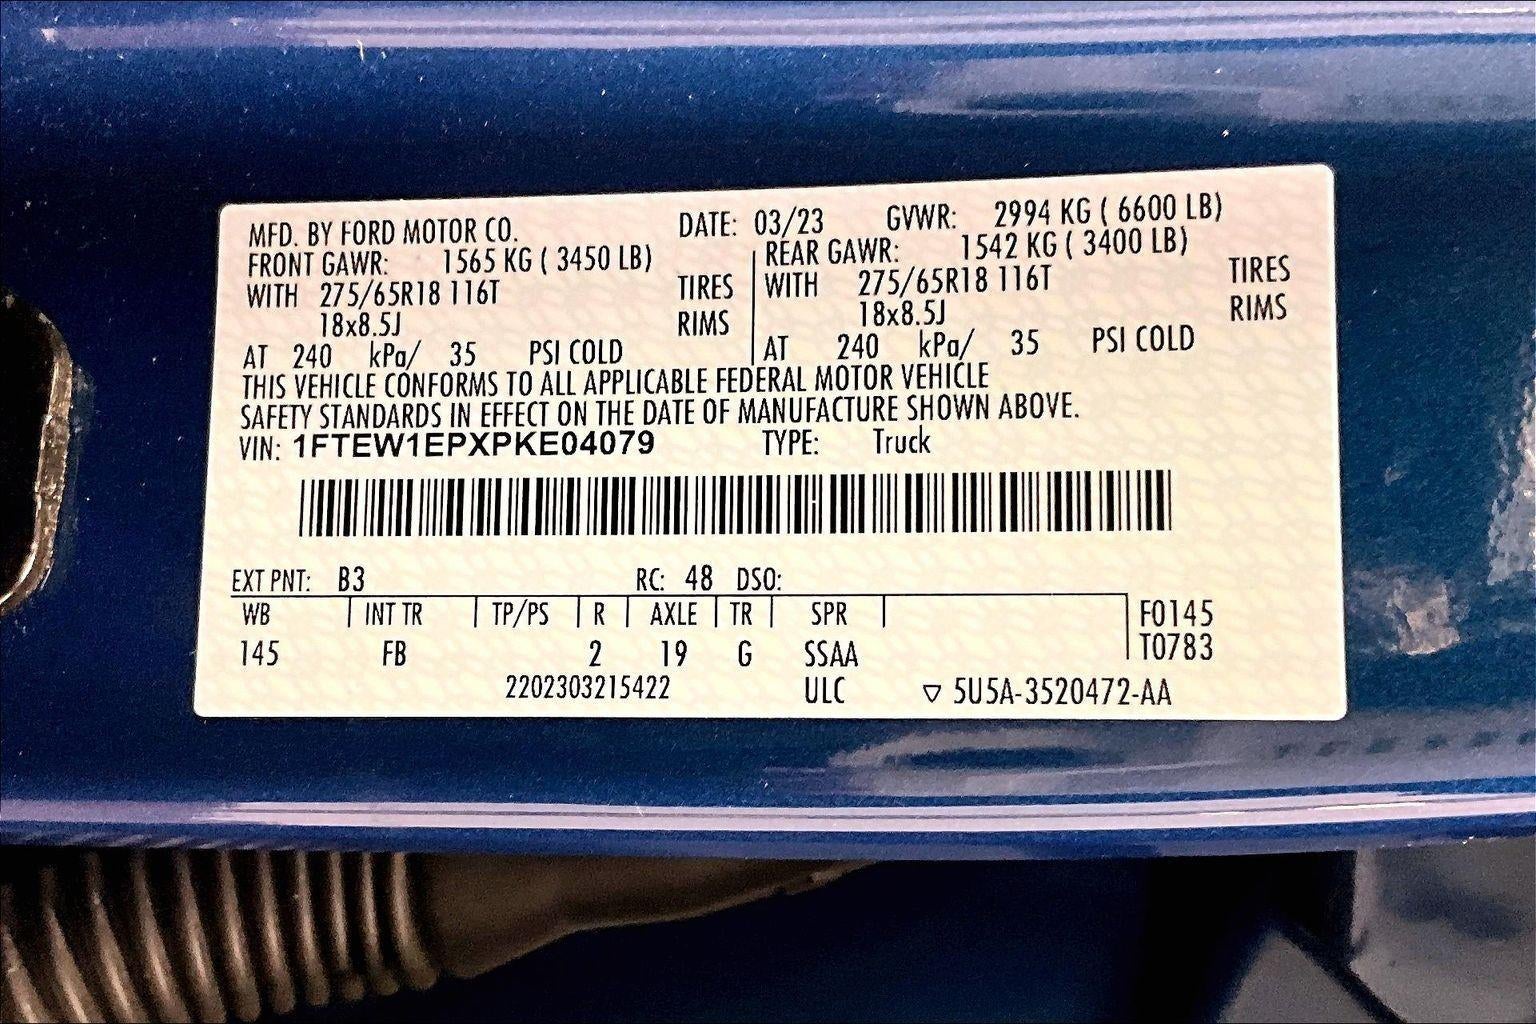 MFD. BY FORD MOTOR CO. DATE: 03/23 GVWR: 2994 KG ( 6600 LB)
FRONT GAWR: 1565 KG ( 3450 LB) REAR GAWR: 1542 KG ( 3400 LB)
WITH 275/65R18 116T TIRES WITH 275/65R18 116T TIRES
18x8.5J RIMS 18x8.5J RIMS
AT 240 kPa/ 35 PSI COLD AT 240 kPa/ 35 PSI COLD
THIS VEHICLE CONFORMS TO ALL APPLICABLE FEDERAL MOTOR VEHICLE
SAFETY STANDARDS IN EFFECT ON THE DATE OF MANUFACTURE SHOWN ABOVE.
VIN: 1FTEW1EPXPKE04079 TYPE: Truck
EXT PNT: B3 RC: 48 DSO:
WB INT TR TP/PS R AXLE TR SPR F0145
145 FB 2 19 G SSAA T0783
2202303215422 ULC ▽ 5U5A-3520472-AA